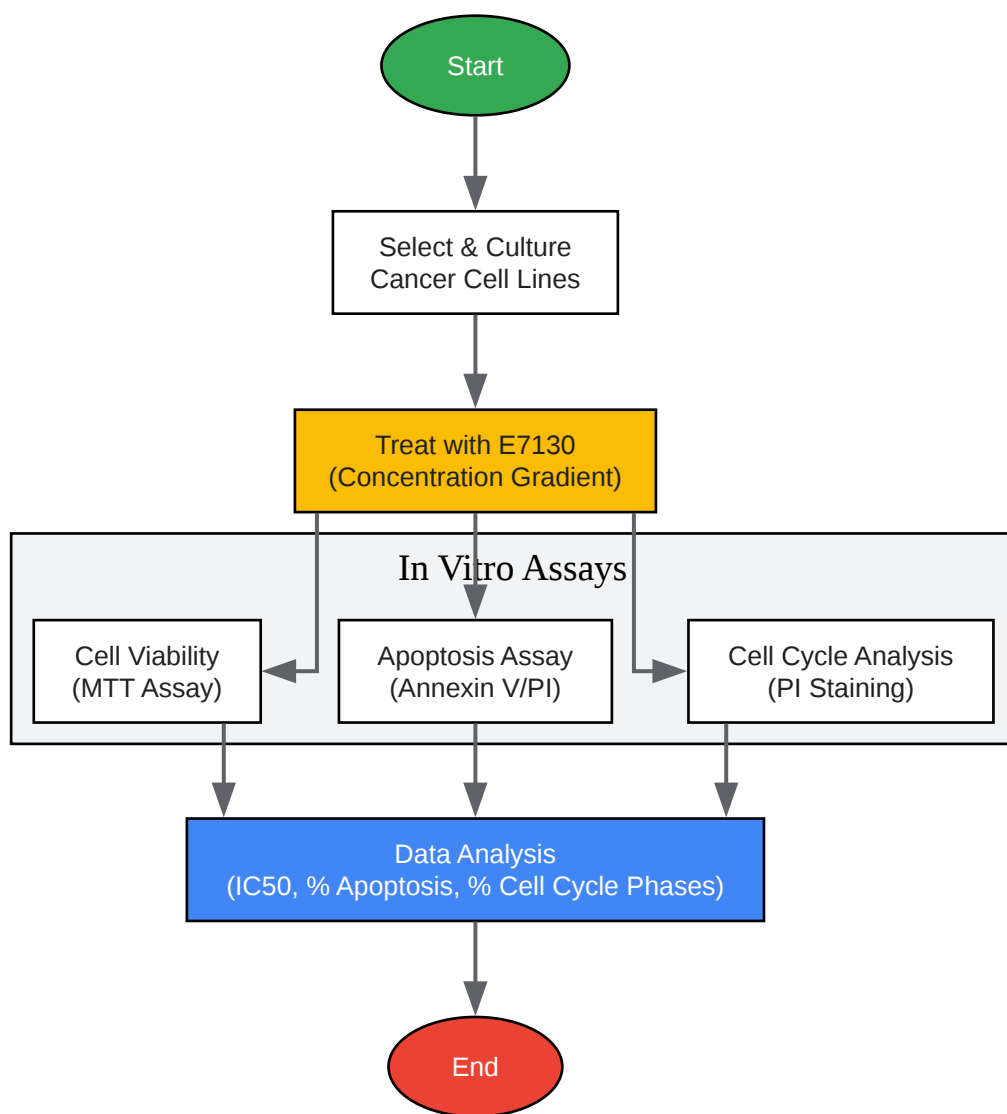 Start
Select & Culture
Cancer Cell Lines
Treat with E7130
(Concentration Gradient)
In Vitro Assays
Cell Viability
(MTT Assay)
Apoptosis Assay
(Annexin V/PI)
Cell Cycle Analysis
(PI Staining)
Data Analysis
(IC50, % Apoptosis, % Cell Cycle Phases)
End